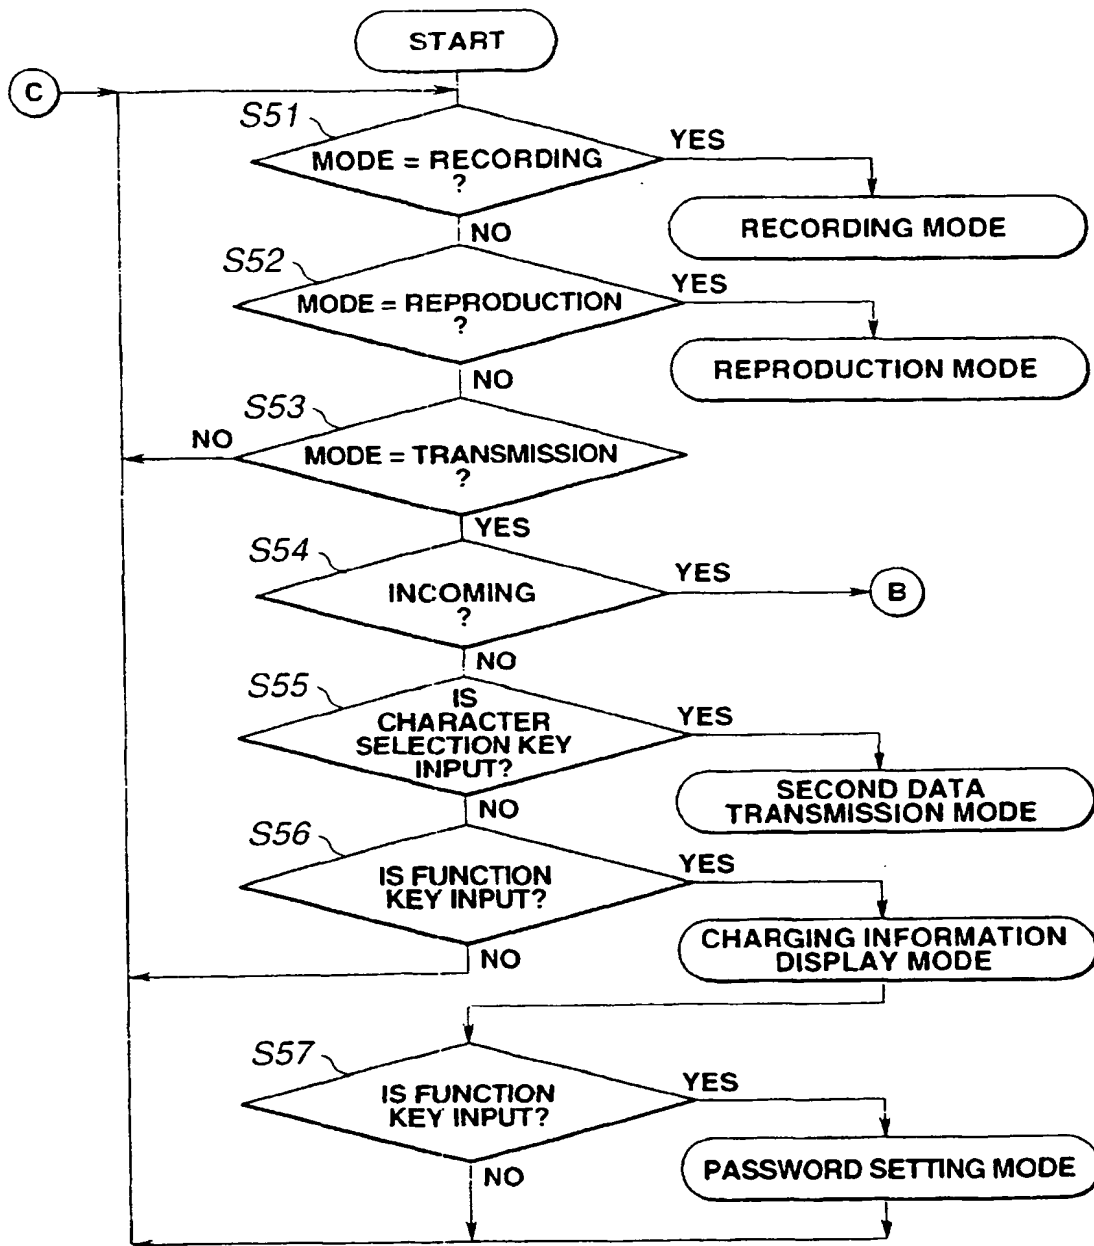 START
C
S51
YES
MODE = RECORDING
?
RECORDING MODE
NO
S52
YES
MODE = REPRODUCTION
?
REPRODUCTION MODE
NO
S53
NO
MODE = TRANSMISSION
?
YES
S54
YES
INCOMING
?
B
NO
S55
YES
IS
CHARACTER
SELECTION KEY
INPUT?
SECOND DATA
TRANSMISSION MODE
NO
S56
YES
IS FUNCTION
KEY INPUT?
CHARGING INFORMATION
DISPLAY MODE
NO
S57
YES
IS FUNCTION
KEY INPUT?
PASSWORD SETTING MODE
NO